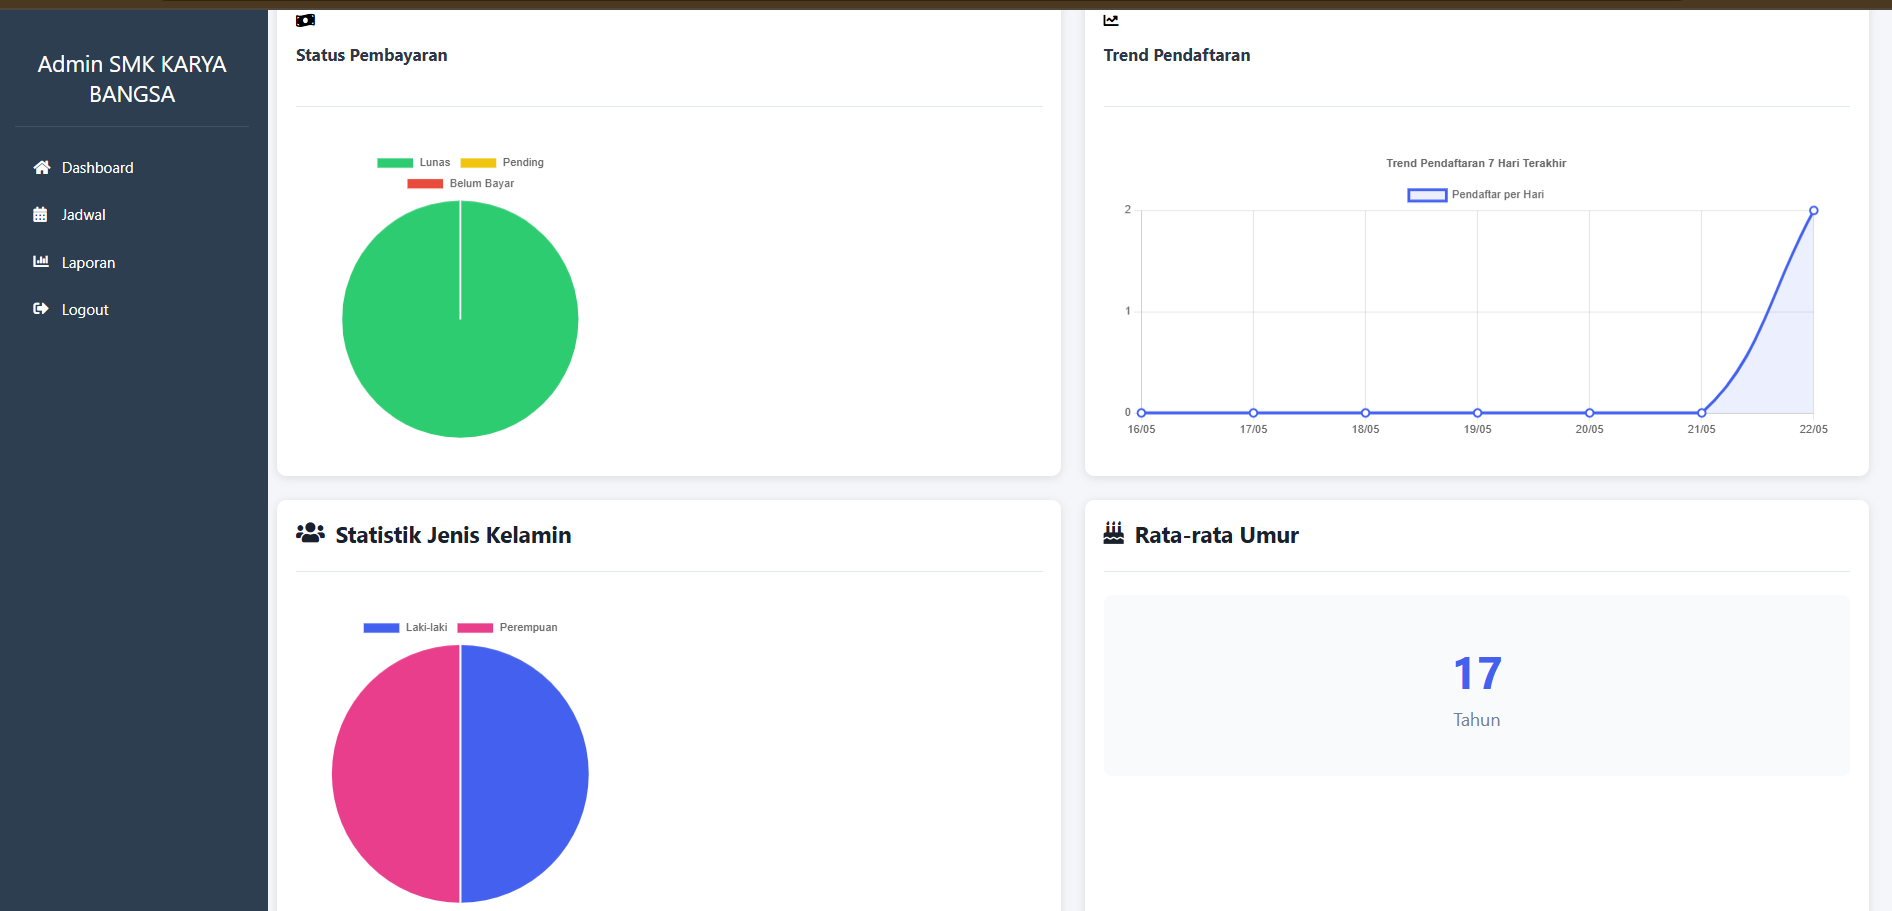 Admin SMK KARYA
BANGSA
Dashboard
Jadwal
Laporan
Logout
Status Pembayaran
Lunas
Pending
Belum Bayar
Trend Pendaftaran
Trend Pendaftaran 7 Hari Terakhir
Pendaftar per Hari
2
1
0
16/05
17/05
18/05
19/05
20/05
21/05
22/05
Statistik Jenis Kelamin
Laki-laki
Perempuan
Rata-rata Umur
17
Tahun